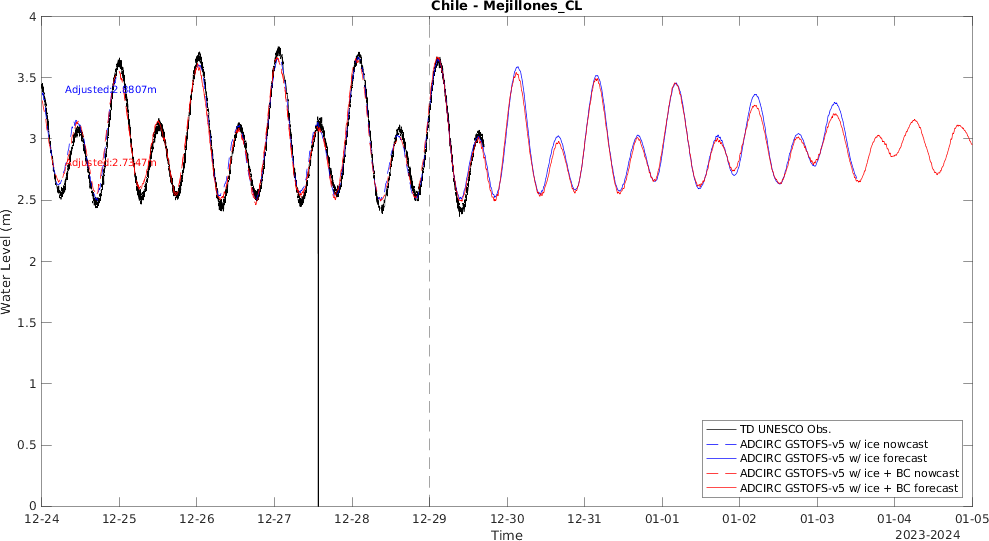 Chile - Mejillones_CL
4
3.5
3
2.5
2
1.5
1
0.5
0
Water Level (m)
Adjusted:2.8807m
Adjusted:2.7347m
TD UNESCO Obs.
ADCIRC GSTOFS-v5 w/ ice nowcast
ADCIRC GSTOFS-v5 w/ ice forecast
ADCIRC GSTOFS-v5 w/ ice + BC nowcast
ADCIRC GSTOFS-v5 w/ ice + BC forecast
12-24 12-25 12-26 12-27 12-28 12-29 12-30 12-31 01-01 01-02 01-03 01-04 01-05
Time
2023-2024